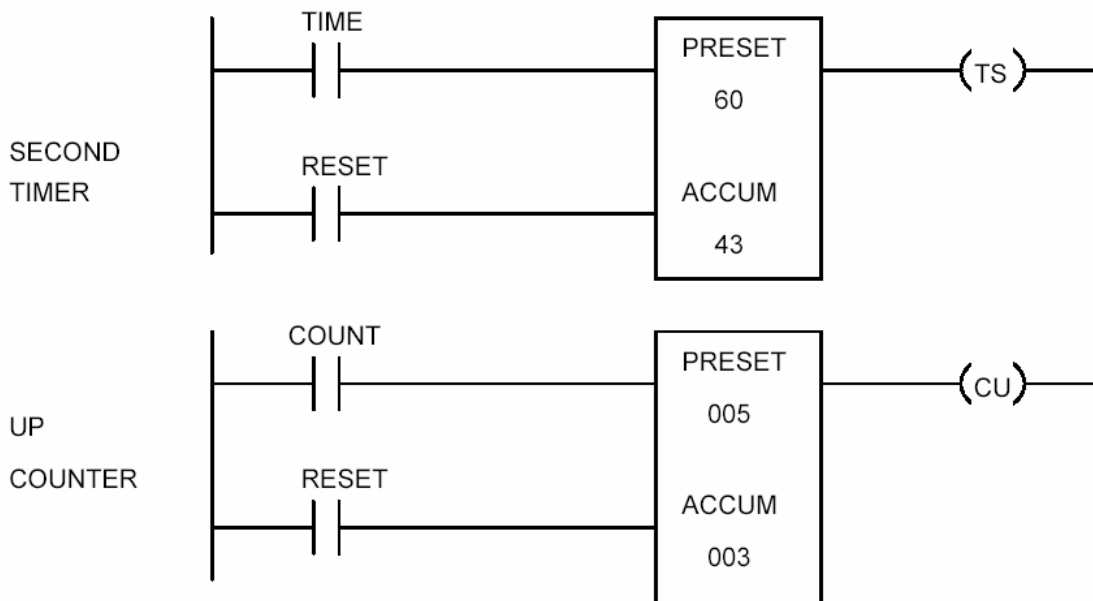 TIME
PRESET
60
TS
SECOND
TIMER
RESET
ACCUM
43
COUNT
PRESET
005
CU
UP
COUNTER
RESET
ACCUM
003